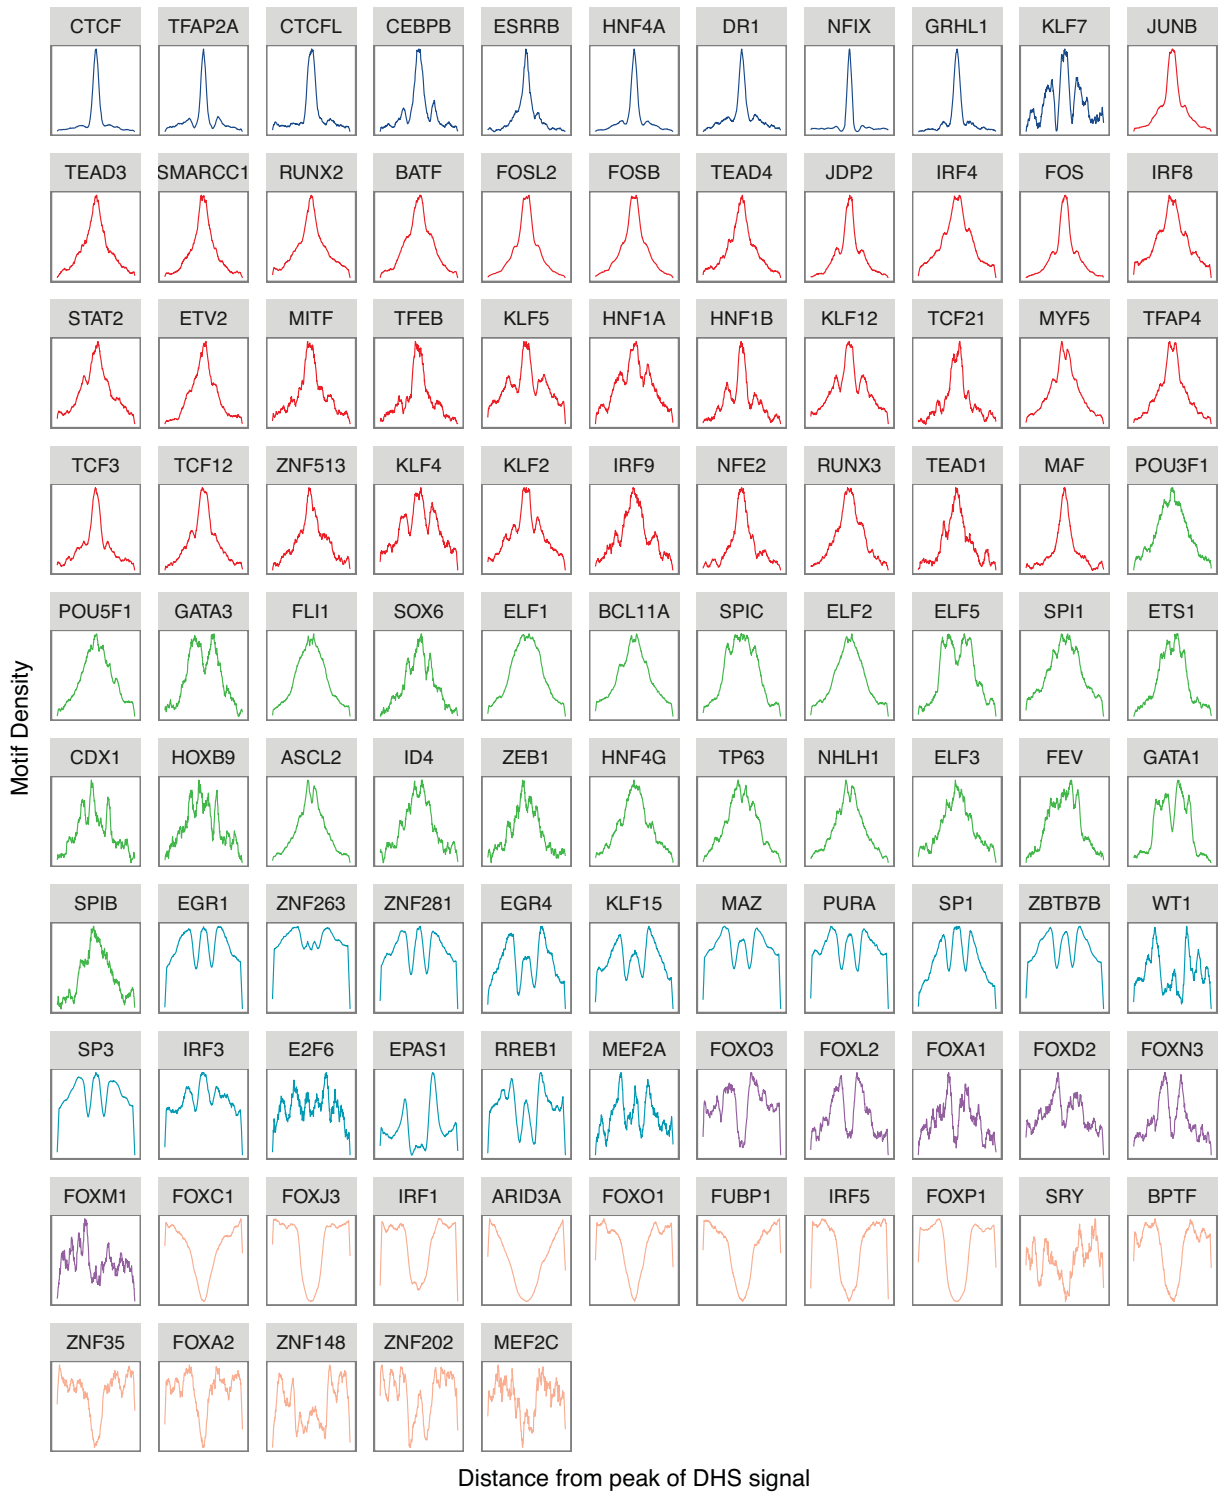 CTCF TFAP2A CTCFL CEBPB ESRRB HNF4A DR1 NFIX GRHL1 KLF7 JUNB
TEAD3 SMARCC1 RUNX2 BATF FOSL2 FOSB TEAD4 JDP2 IRF4 FOS IRF8
STAT2 ETV2 MITF TFEB KLF5 HNF1A HNF1B KLF12 TCF21 MYF5 TFAP4
TCF3 TCF12 ZNF513 KLF4 KLF2 IRF9 NFE2 RUNX3 TEAD1 MAF POU3F1
POU5F1 GATA3 FLI1 SOX6 ELF1 BCL11A SPIC ELF2 ELF5 SPI1 ETS1
CDX1 HOXB9 ASCL2 ID4 ZEB1 HNF4G TP63 NHLH1 ELF3 FEV GATA1
SPIB EGR1 ZNF263 ZNF281 EGR4 KLF15 MAZ PURA SP1 ZBTB7B WT1
SP3 IRF3 E2F6 EPAS1 RREB1 MEF2A FOXO3 FOXL2 FOXA1 FOXD2 FOXN3
FOXM1 FOXC1 FOXJ3 IRF1 ARID3A FOXO1 FUBP1 IRF5 FOXP1 SRY BPTF
ZNF35 FOXA2 ZNF148 ZNF202 MEF2C
Motif Density
Distance from peak of DHS signal